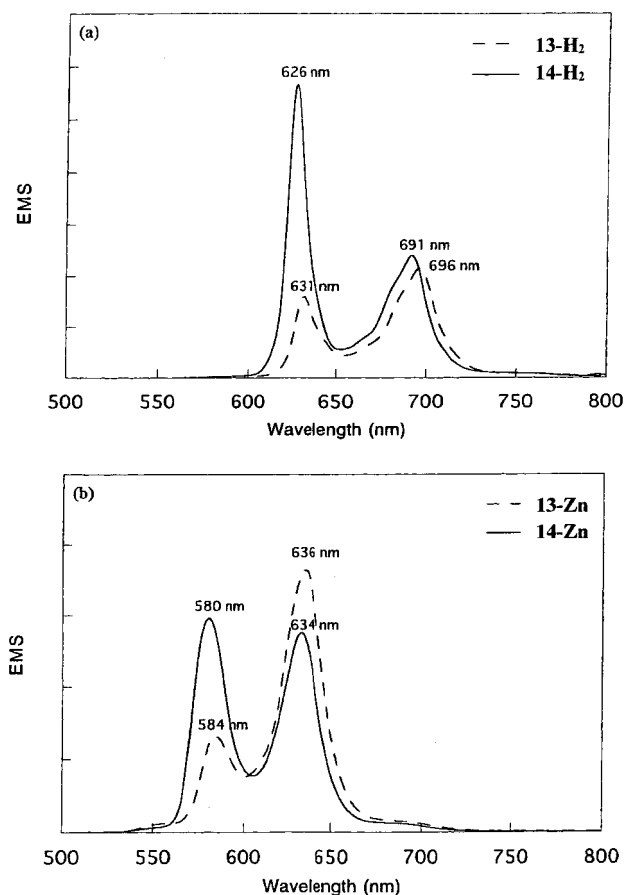 (a)
13-H₂
14-H₂
626 nm
691 nm
696 nm
631 nm
EMS
500 550 600 650 700 750 800
Wavelength (nm)
(b)
13-Zn
14-Zn
636 nm
580 nm
634 nm
584 nm
EMS
500 550 600 650 700 750 800
Wavelength (nm)